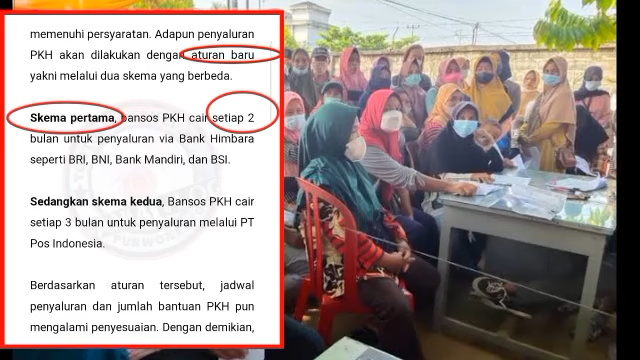 memenuhi persyaratan. Adapun penyaluran
PKH akan dilakukan dengan aturan baru
yakni melalui dua skema yang berbeda.
Skema pertama, bansos PKH cair setiap 2
bulan untuk penyaluran via Bank Himbara
seperti BRI, BNI, Bank Mandiri, dan BSI.
Sedangkan skema kedua, Bansos PKH cair
setiap 3 bulan untuk penyaluran melalui PT
Pos Indonesia.
Berdasarkan aturan tersebut, jadwal
penyaluran dan jumlah bantuan PKH pun
mengalami penyesuaian. Dengan demikian,